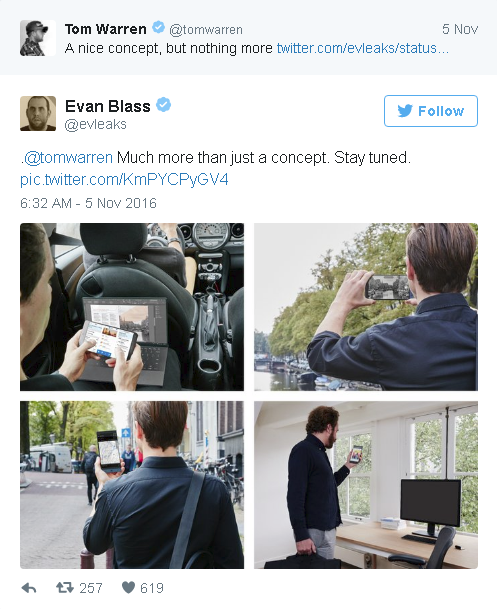 Tom Warren @tomwarren 5 Nov
A nice concept, but nothing more twitter.com/evleaks/status...
Evan Blass
@evleaks
Follow
.@tomwarren Much more than just a concept. Stay tuned.
pic.twitter.com/KmPYCPyGV4
6:32 AM - 5 Nov 2016
257 619